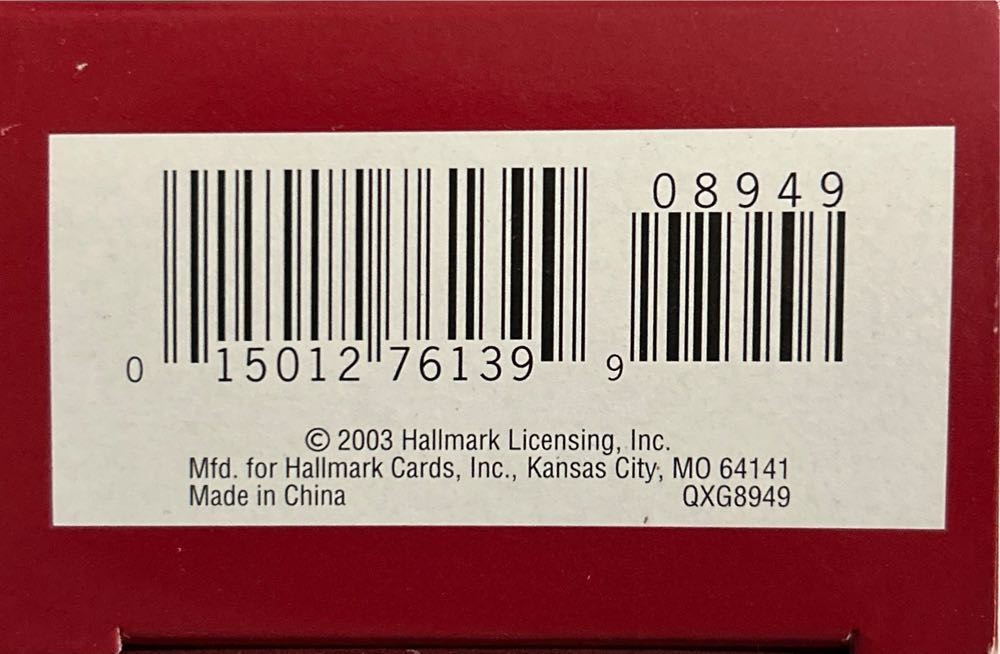 08949
0 15012 76139 9
© 2003 Hallmark Licensing, Inc.
Mfd. for Hallmark Cards, Inc., Kansas City, MO 64141
Made in China QXG8949